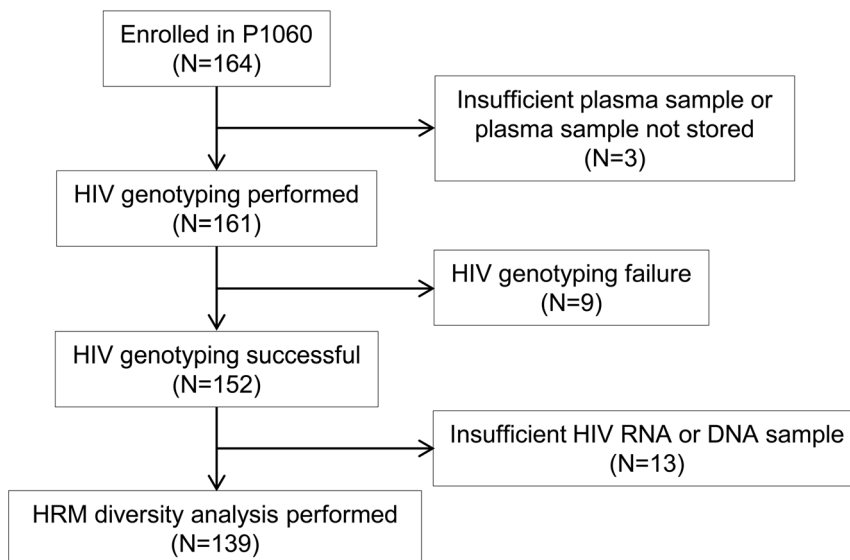 Enrolled in P1060
(N=164)
Insufficient plasma sample or
plasma sample not stored
(N=3)
HIV genotyping performed
(N=161)
HIV genotyping failure
(N=9)
HIV genotyping successful
(N=152)
Insufficient HIV RNA or DNA sample
(N=13)
HRM diversity analysis performed
(N=139)